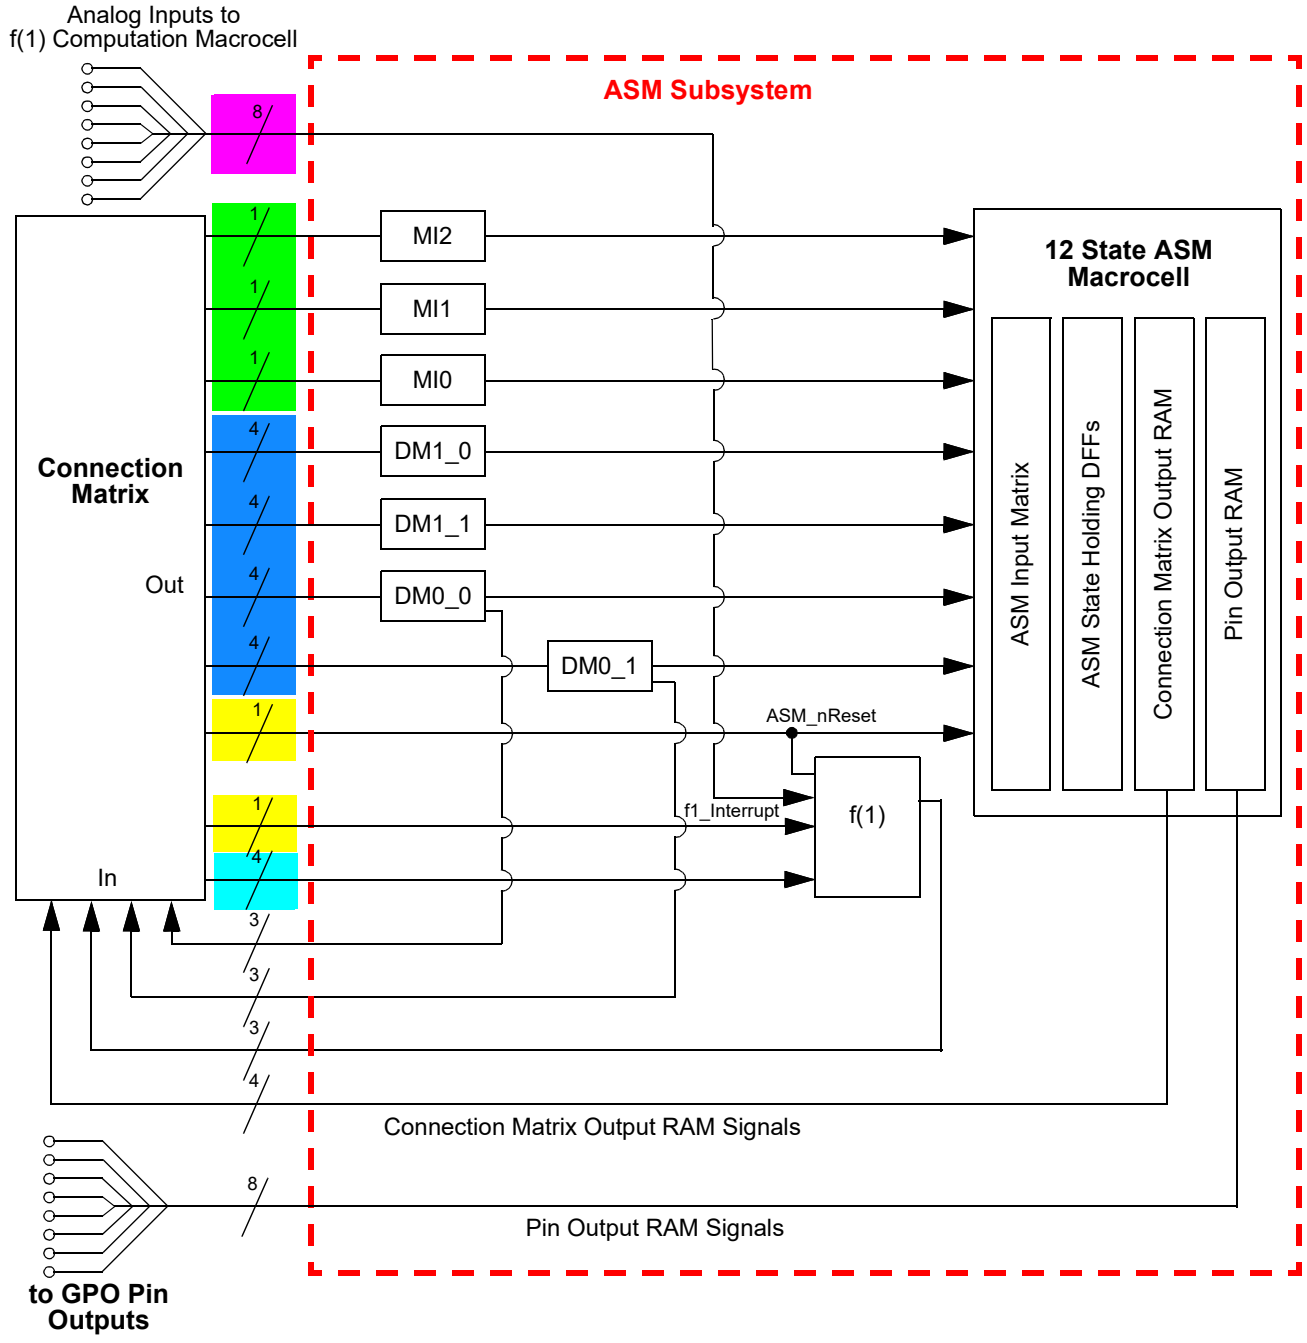 Analog Inputs to
f(1) Computation Macrocell
ASM Subsystem
8
1
MI2
12 State ASM
Macrocell
1
MI1
1
MI0
4
DM1_0
Connection
Matrix
4
DM1_1
Out
4
DM0_0
4
DM0_1
ASM Input Matrix
ASM State Holding DFFs
Connection Matrix Output RAM
Pin Output RAM
1
ASM_nReset
1
f1_Interrupt
f(1)
4
In
3
3
3
4
Connection Matrix Output RAM Signals
8
Pin Output RAM Signals
to GPO Pin
Outputs